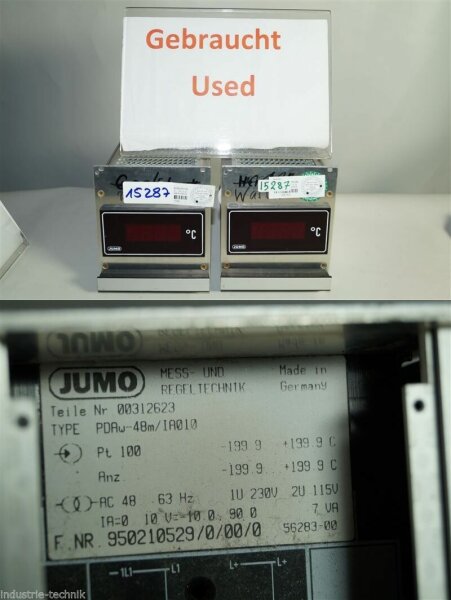 Gebraucht
Used
15287
15287
°C
°C
JUMO
JUMO
JUMO
MESS- UND
REGELTECHNIK
Made in
Germany
Teile Nr 00312623
TYPE PDAw-48m/IA010
Pt 100 -199.9 +199.9 C
Anz. -199.9 +199.9 C
AC 48 63 Hz 1U 230V 2U 115V
IA=0 10 V=-10.0, 90.0 7 VA
F.NR. 950210529/0/00/0 56283-00
1L1 L1 L+ L+
industrie-technik